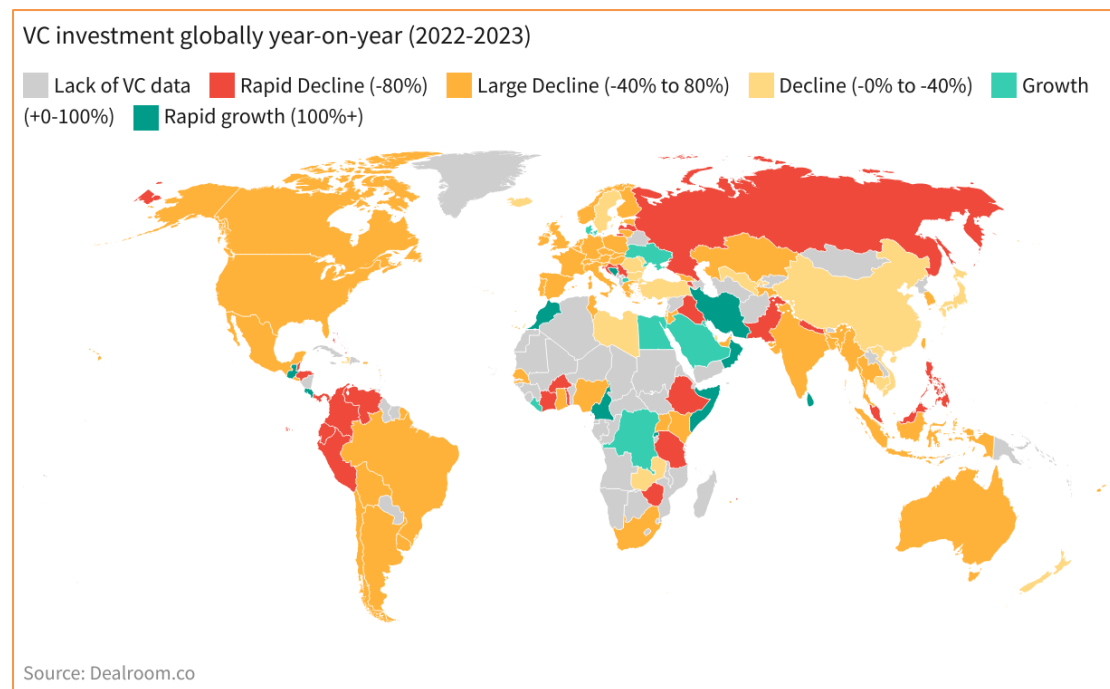 VC investment globally year-on-year (2022-2023)
Lack of VC data Rapid Decline (-80%) Large Decline (-40% to 80%) Decline (-0% to -40%) Growth
(+0-100%) Rapid growth (100%+)
Source: Dealroom.co